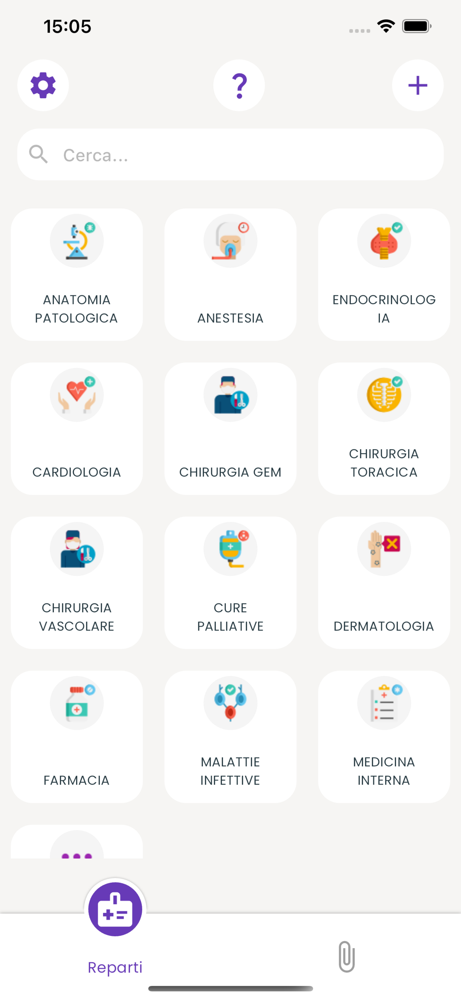 15:05
Cerca...
ANATOMIA
PATOLOGICA
ANESTESIA
ENDOCRINOLOG
IA
CARDIOLOGIA
CHIRURGIA GEM
CHIRURGIA
TORACICA
CHIRURGIA
VASCOLARE
CURE
PALLIATIVE
DERMATOLOGIA
FARMACIA
MALATTIE
INFETTIVE
MEDICINA
INTERNA
Reparti